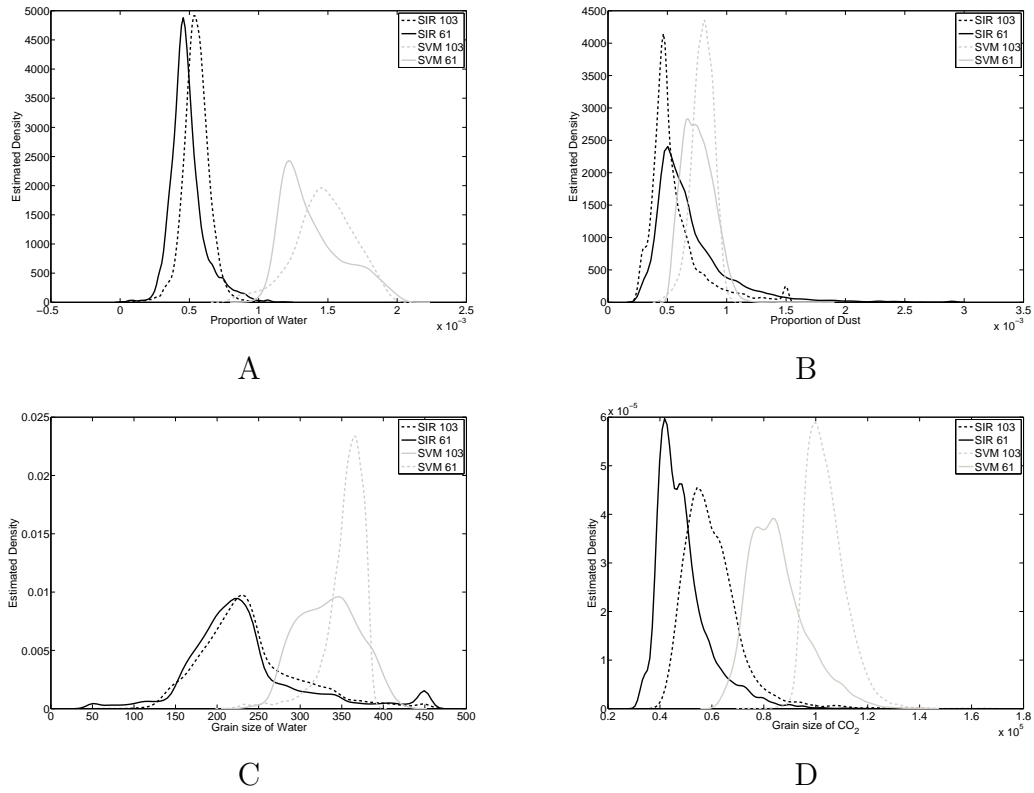 5000
4500
4000
3500
3000
2500
2000
1500
1000
500
0
Estimated Density
−0.5 0 0.5 1 1.5 2 2.5
x 10⁻³
Proportion of Water
SIR 103
SIR 61
SVM 103
SVM 61
A
4500
4000
3500
3000
2500
2000
1500
1000
500
0
Estimated Density
0 0.5 1 1.5 2 2.5 3 3.5
x 10⁻³
Proportion of Dust
SIR 103
SIR 61
SVM 103
SVM 61
B
0.025
0.02
0.015
0.01
0.005
0
Estimated Density
0 50 100 150 200 250 300 350 400 450 500
Grain size of Water
SIR 103
SIR 61
SVM 103
SVM 61
C
x 10⁻⁵
6
5
4
3
2
1
0
Estimated Density
0.2 0.4 0.6 0.8 1 1.2 1.4 1.6 1.8
x 10⁵
Grain size of CO₂
SIR 103
SIR 61
SVM 103
SVM 61
D